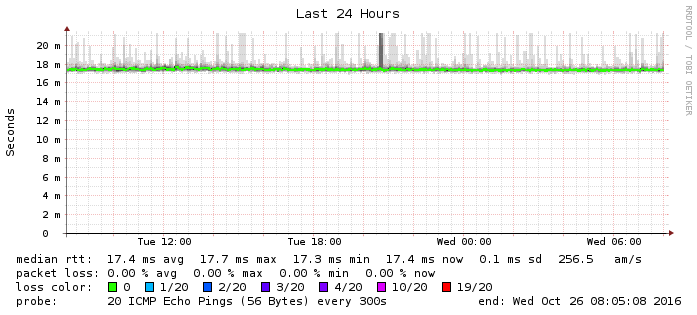 Last 24 Hours
RRDTOOL / TOBI OETIKER
Seconds
20 m
18 m
16 m
14 m
12 m
10 m
8 m
6 m
4 m
2 m
0
Tue 12:00 Tue 18:00 Wed 00:00 Wed 06:00
median rtt: 17.4 ms avg 17.7 ms max 17.3 ms min 17.4 ms now 0.1 ms sd 256.5 am/s
packet loss: 0.00 % avg 0.00 % max 0.00 % min 0.00 % now
loss color: 0 1/20 2/20 3/20 4/20 10/20 19/20
probe: 20 ICMP Echo Pings (56 Bytes) every 300s end: Wed Oct 26 08:05:08 2016